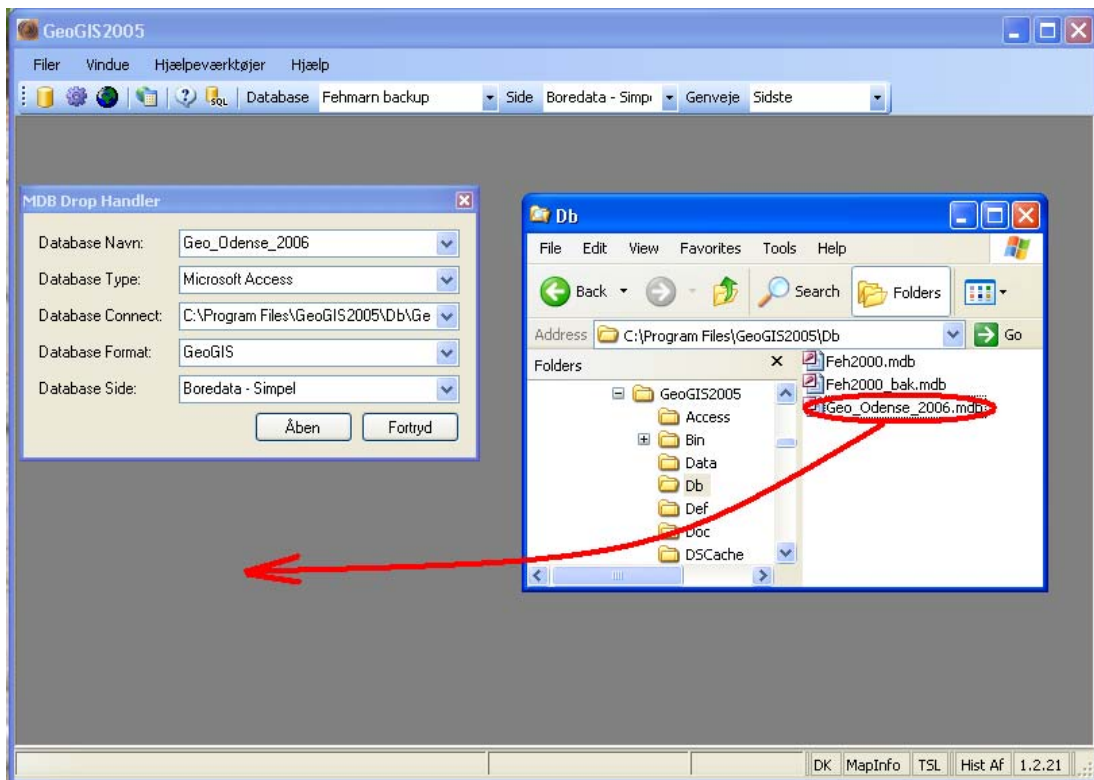 GeoGIS2005
Filer Vindue Hjælpeværktøjer Hjælp
SQL Database Fehmarn backup Side Boredata - Simp Genveje Sidste
MDB Drop Handler
Database Navn: Geo_Odense_2006
Database Type: Microsoft Access
Database Connect: C:\Program Files\GeoGIS2005\Db\Ge
Database Format: GeoGIS
Database Side: Boredata - Simpel
Åben Fortryd
Db
File Edit View Favorites Tools Help
Back Search Folders
Address C:\Program Files\GeoGIS2005\Db Go
Folders x
GeoGIS2005
Access
Bin
Data
Db
Def
Doc
DSCache
Feh2000.mdb
Feh2000_bak.mdb
Geo_Odense_2006.mdb
DK MapInfo TSL Hist Af 1.2.21